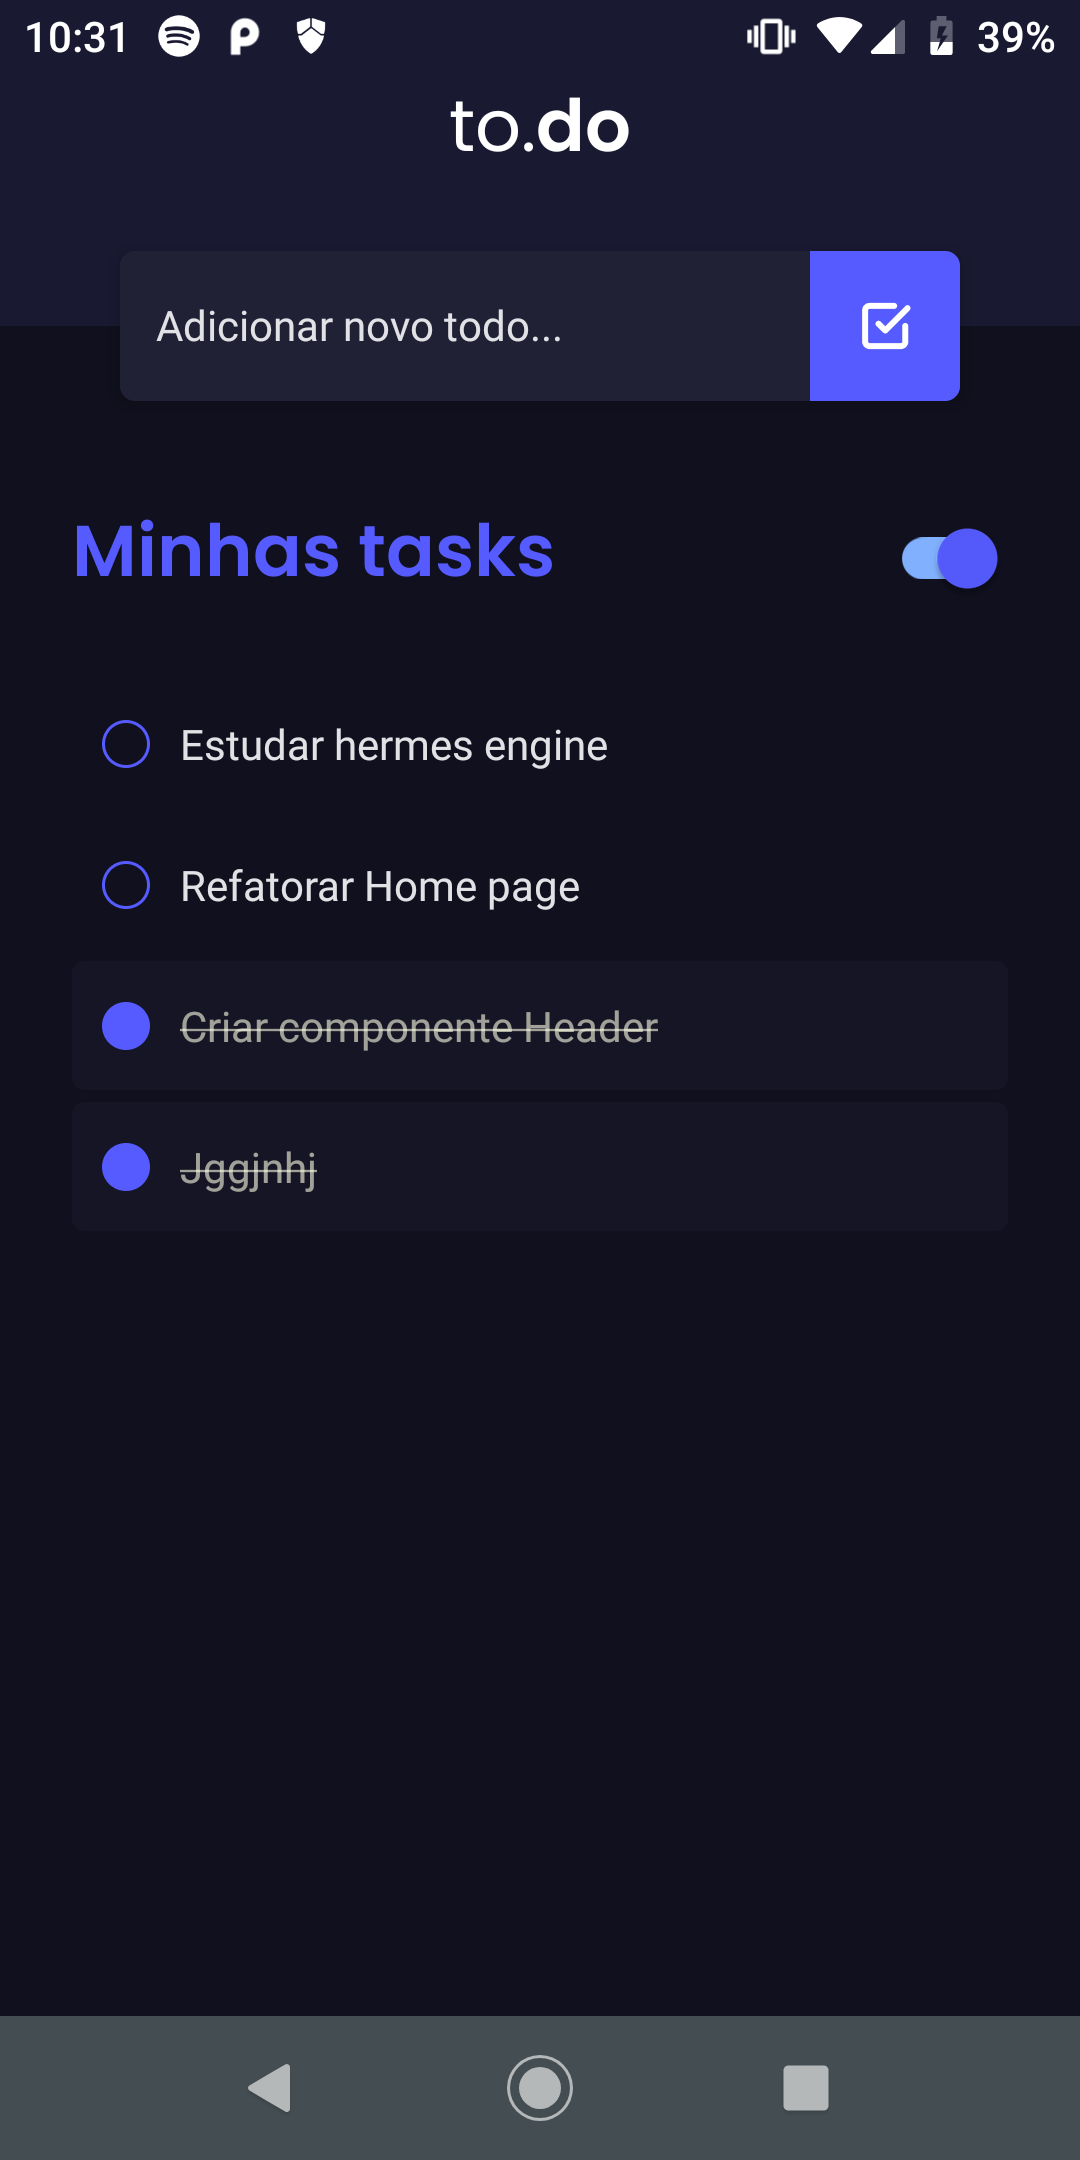 10:31 39%
to.do
Adicionar novo todo...
Minhas tasks
Estudar hermes engine
Refatorar Home page
Criar componente Header
Jggjnhj